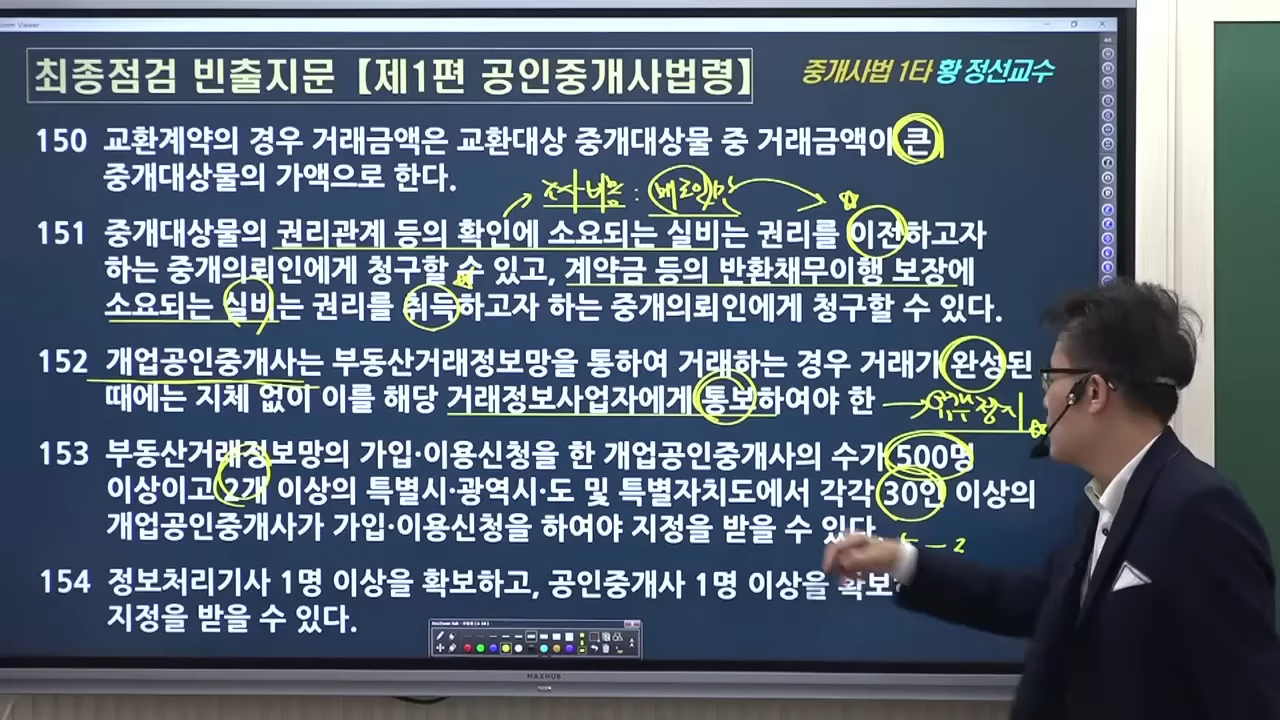 최종점검 빈출지문 【제1편 공인중개사법령】
중개사법 1타 황 정선교수
150 교환계약의 경우 거래금액은 교환대상 중개대상물 중 거래금액이 큰
중개대상물의 가액으로 한다.
151 중개대상물의 권리관계 등의 확인에 소요되는 실비는 권리를 이전하고자
하는 중개의뢰인에게 청구할 수 있고, 계약금 등의 반환채무이행 보장에
소요되는 실비는 권리를 취득하고자 하는 중개의뢰인에게 청구할 수 있다.
152 개업공인중개사는 부동산거래정보망을 통하여 거래하는 경우 거래가 완성된
때에는 지체 없이 이를 해당 거래정보사업자에게 통보하여야 한
153 부동산거래정보망의 가입·이용신청을 한 개업공인중개사의 수가 500명
이상이고 2개 이상의 특별시·광역시·도 및 특별자치도에서 각각 30인 이상의
개업공인중개사가 가입·이용신청을 하여야 지정을 받을 수 있다.
154 정보처리기사 1명 이상을 확보하고, 공인중개사 1명 이상을 확보
지정을 받을 수 있다.
MAXHUB